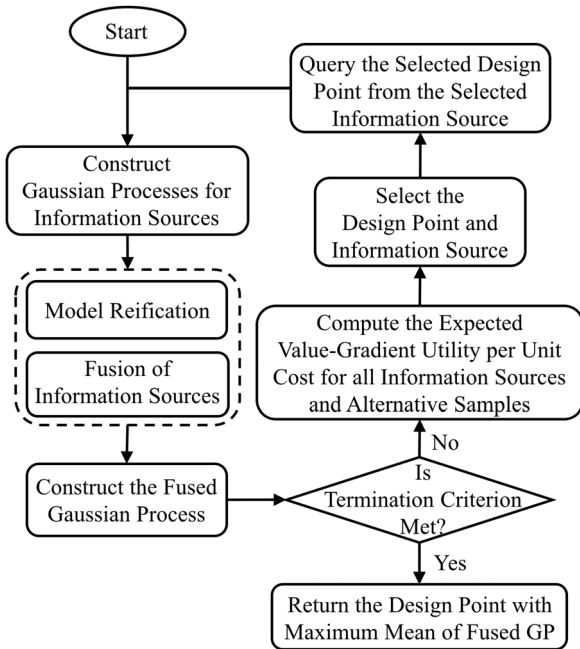 Start
Construct
Gaussian Processes for
Information Sources
Model Reification
Fusion of
Information Sources
Construct the Fused
Gaussian Process
Is
Termination Criterion
Met?
No
Compute the Expected
Value-Gradient Utility per Unit
Cost for all Information Sources
and Alternative Samples
Select the
Design Point and
Information Source
Query the Selected Design
Point from the Selected
Information Source
Yes
Return the Design Point with
Maximum Mean of Fused GP